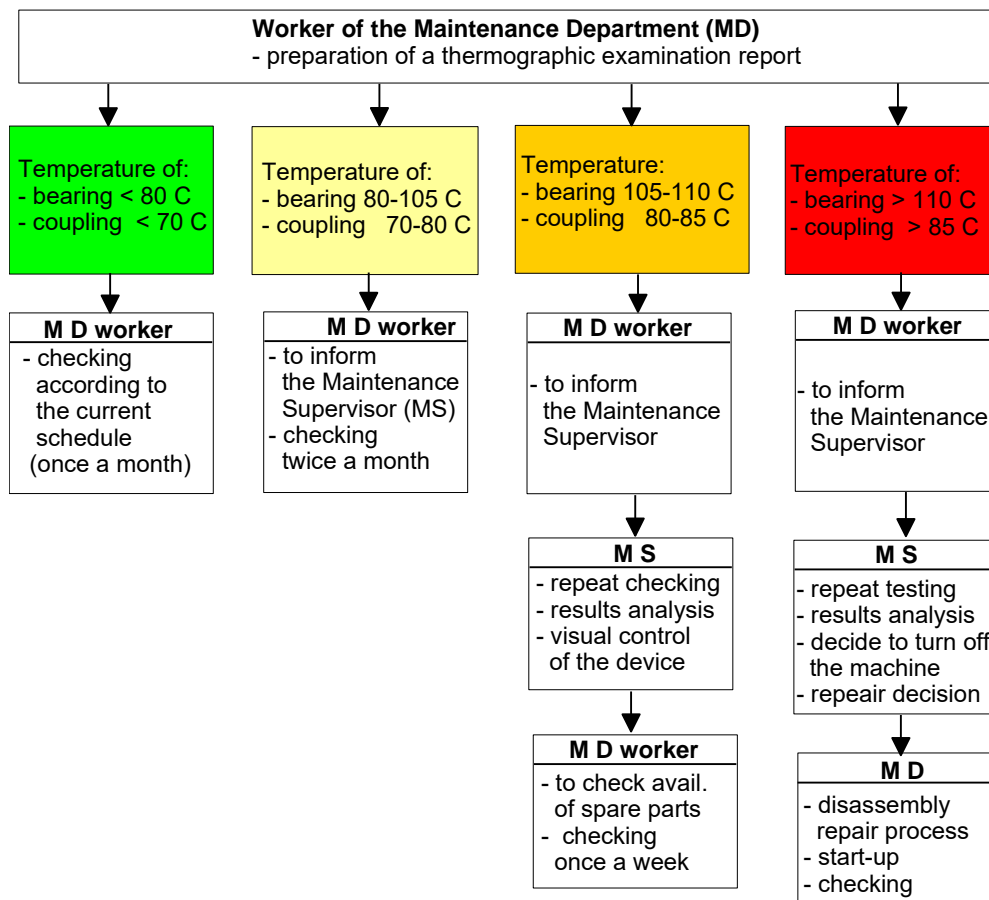 Worker of the Maintenance Department (MD)
- preparation of a thermographic examination report
Temperature of:
- bearing < 80 C
- coupling < 70 C
Temperature of:
- bearing 80-105 C
- coupling 70-80 C
Temperature:
- bearing 105-110 C
- coupling 80-85 C
Temperature of:
- bearing > 110 C
- coupling > 85 C
M D worker
- checking
according to
the current
schedule
(once a month)
M D worker
- to inform
the Maintenance
Supervisor (MS)
- checking
twice a month
M D worker
- to inform
the Maintenance
Supervisor
M D worker
- to inform
the Maintenance
Supervisor
M S
- repeat checking
- results analysis
- visual control
of the device
M S
- repeat testing
- results analysis
- decide to turn off
the machine
- repeair decision
M D worker
- to check avail.
of spare parts
- checking
once a week
M D
- disassembly
repair process
- start-up
- checking